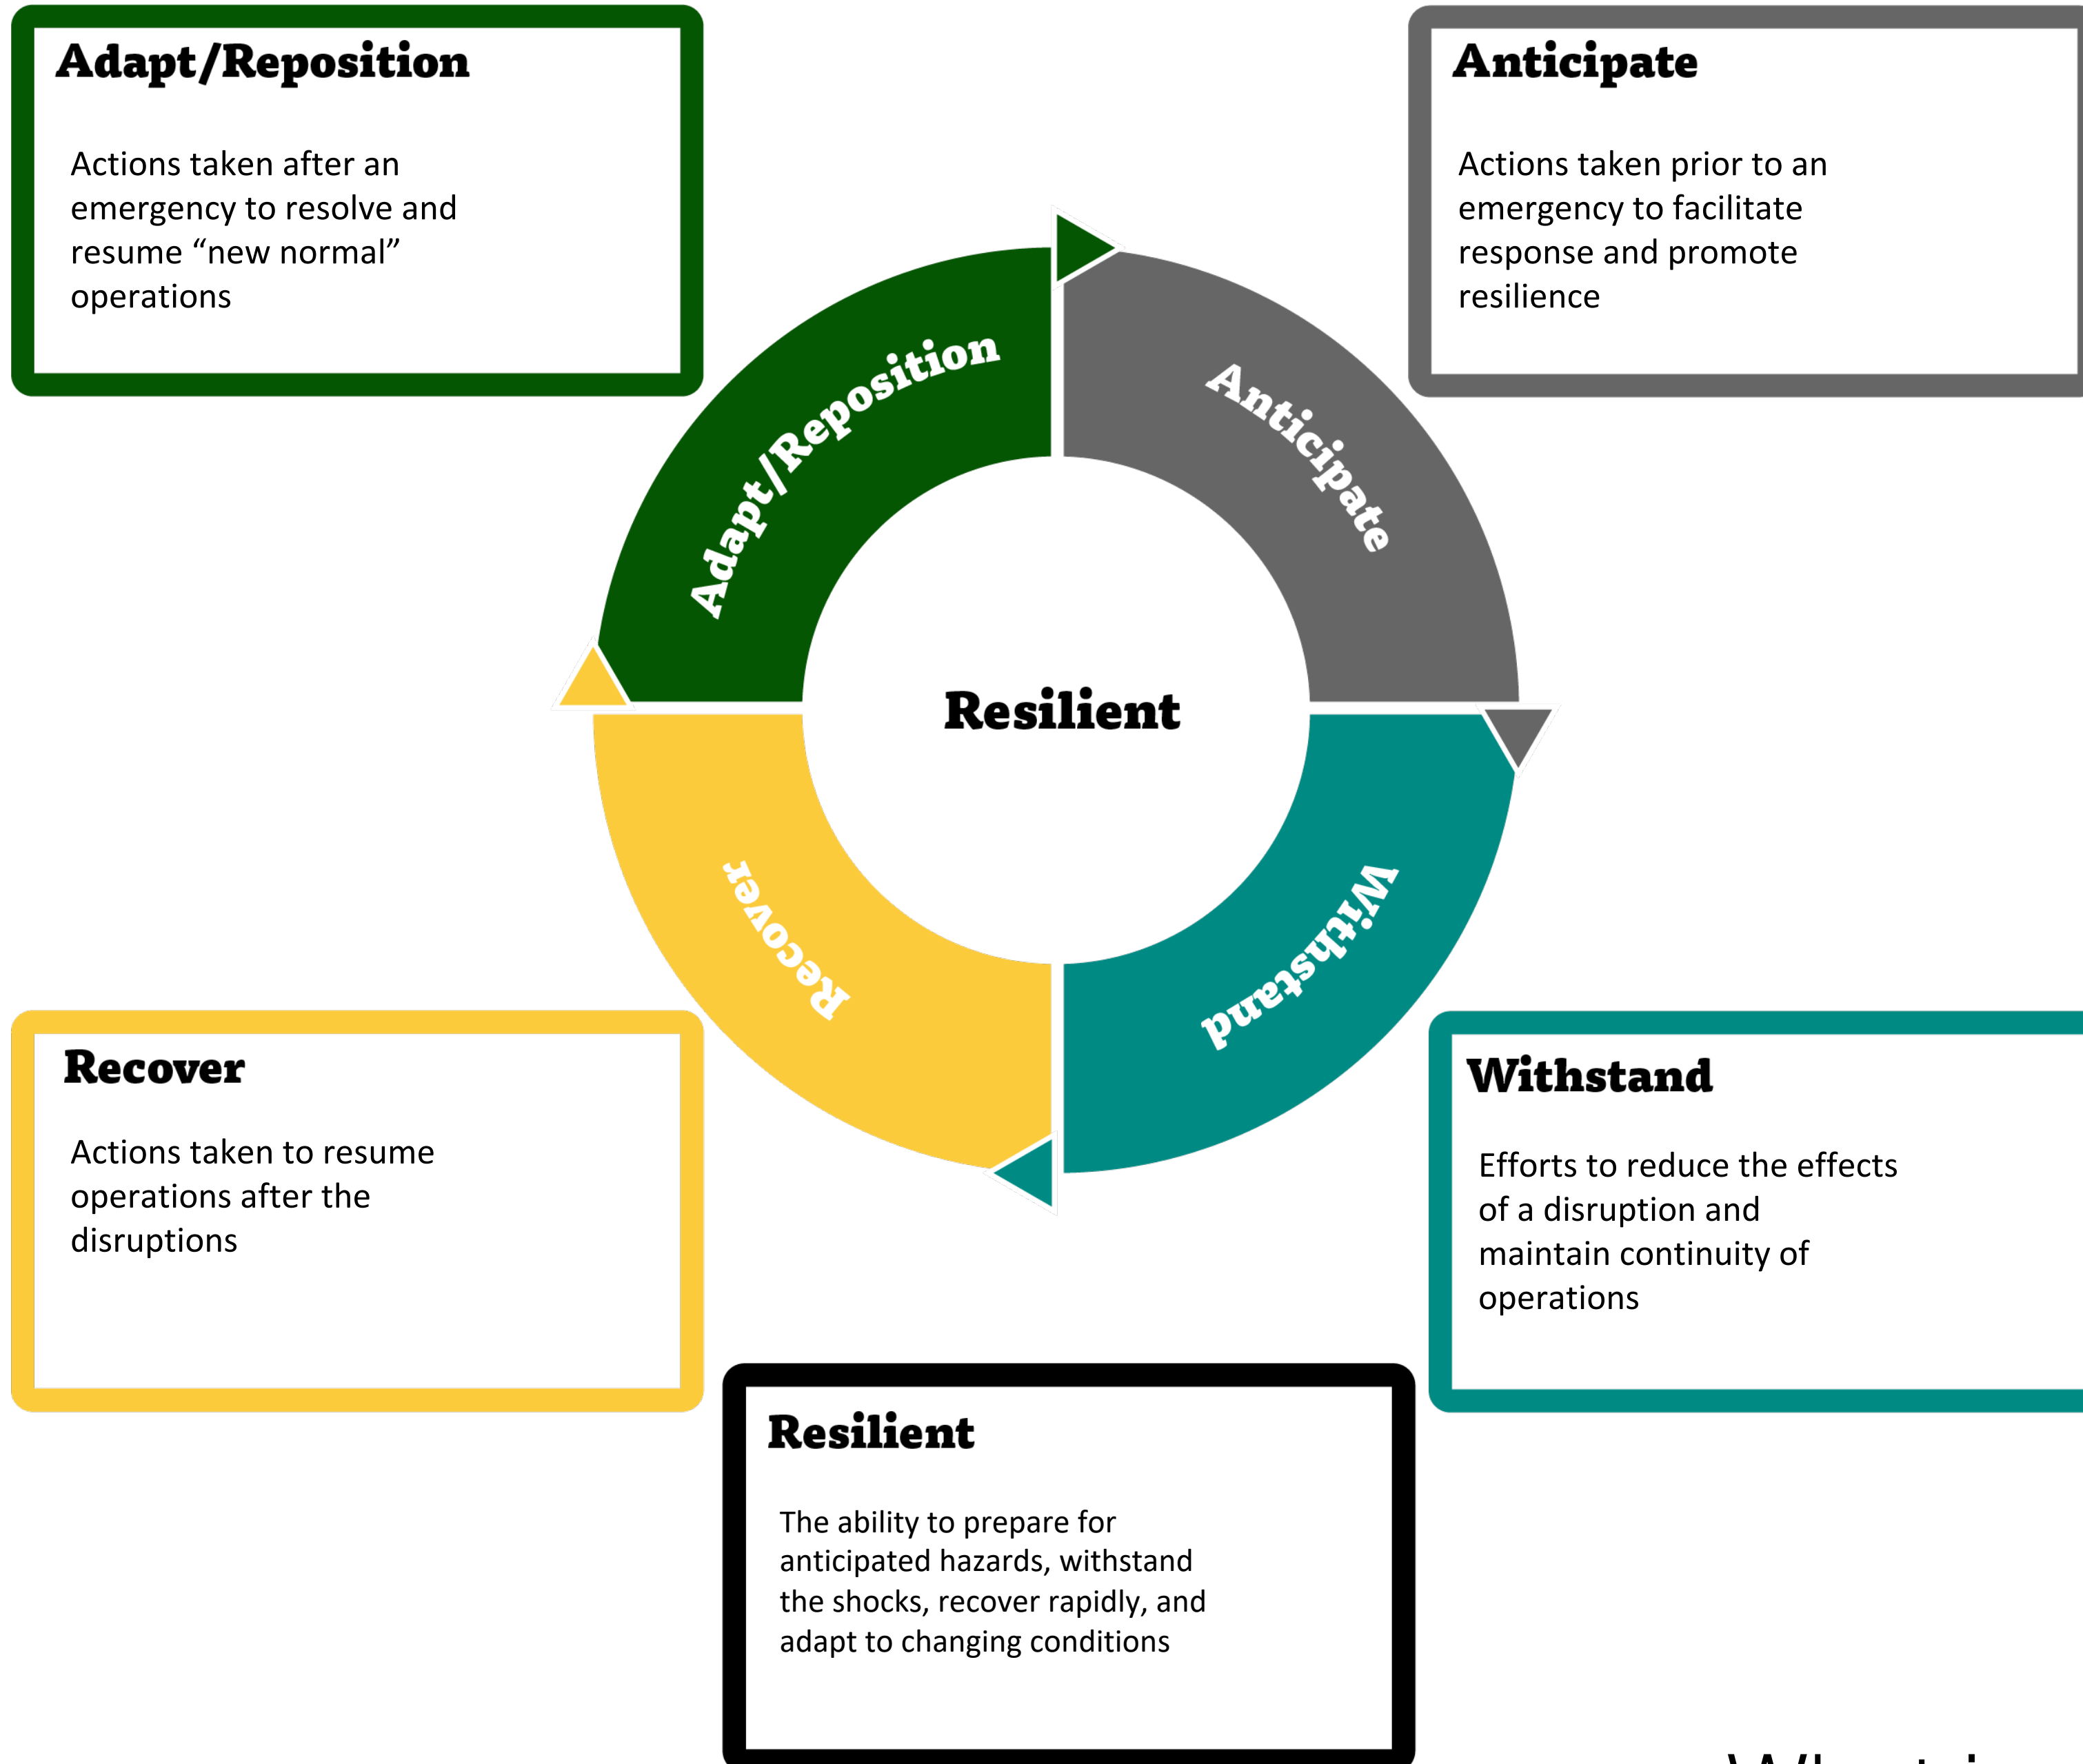 Adapt/Reposition
Actions taken after an
emergency to resolve and
resume “new normal”
operations
Anticipate
Actions taken prior to an
emergency to facilitate
response and promote
resilience
Adapt/Reposition
Anticipate
Resilient
Recover
Withstand
Recover
Actions taken to resume
operations after the
disruptions
Withstand
Efforts to reduce the effects
of a disruption and
maintain continuity of
operations
Resilient
The ability to prepare for
anticipated hazards, withstand
the shocks, recover rapidly, and
adapt to changing conditions